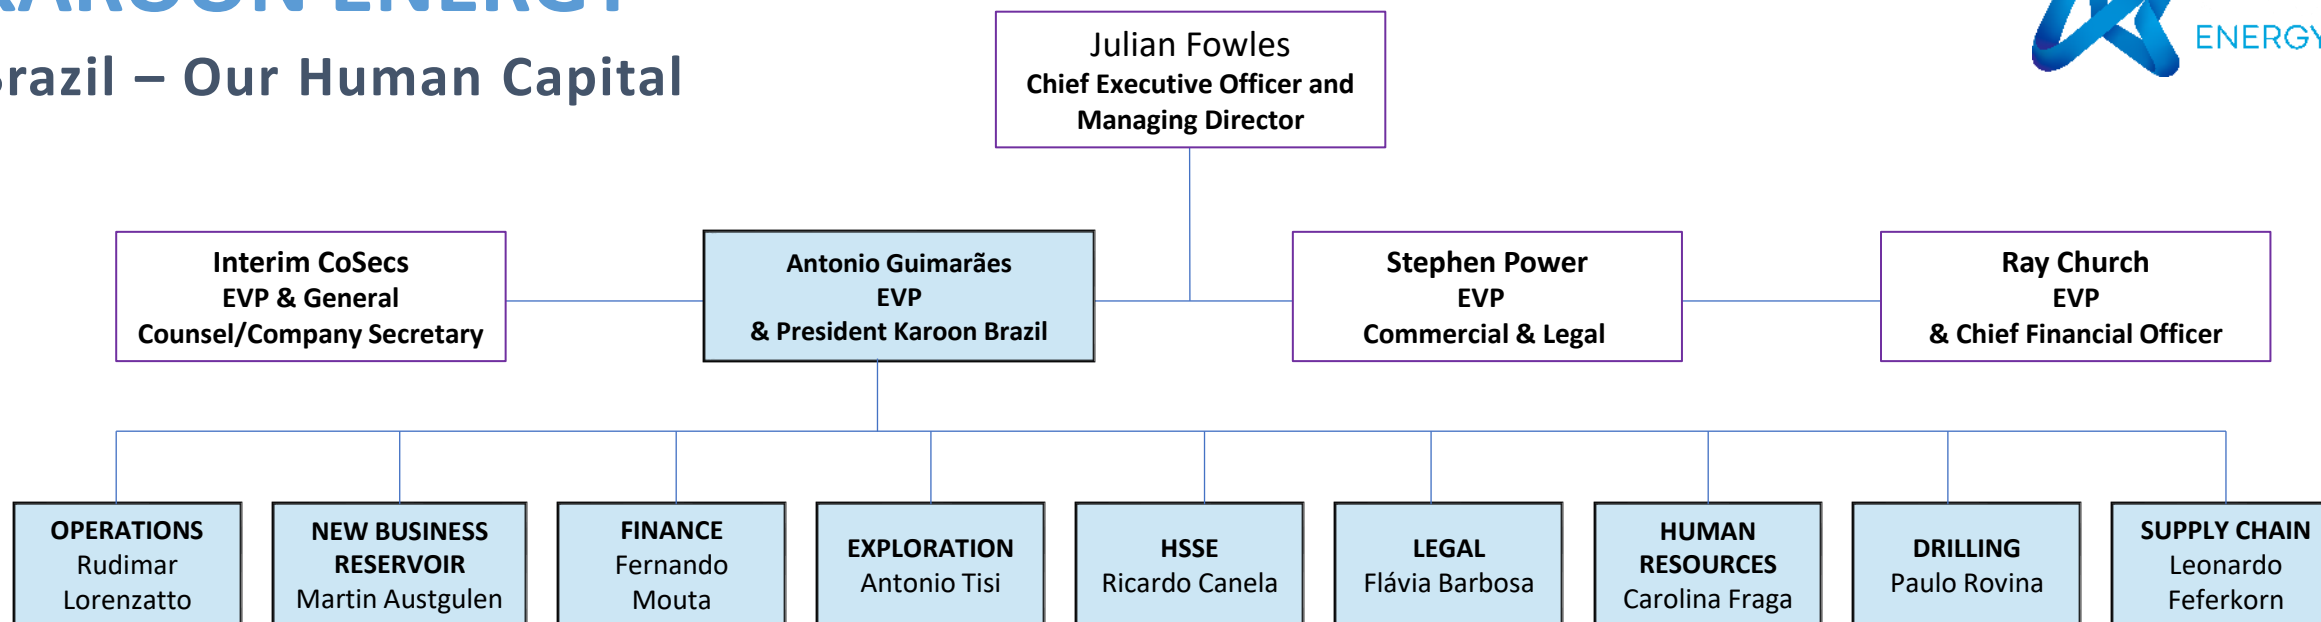 KAROON ENERGY
Brazil – Our Human Capital
ENERGY
Julian Fowles
Chief Executive Officer and
Managing Director
Interim CoSecs
EVP & General
Counsel/Company Secretary
Antonio Guimarães
EVP
& President Karoon Brazil
Stephen Power
EVP
Commercial & Legal
Ray Church
EVP
& Chief Financial Officer
OPERATIONS
Rudimar
Lorenzatto
NEW BUSINESS
RESERVOIR
Martin Austgulen
FINANCE
Fernando
Mouta
EXPLORATION
Antonio Tisi
HSSE
Ricardo Canela
LEGAL
Flávia Barbosa
HUMAN
RESOURCES
Carolina Fraga
DRILLING
Paulo Rovina
SUPPLY CHAIN
Leonardo
Feferkorn